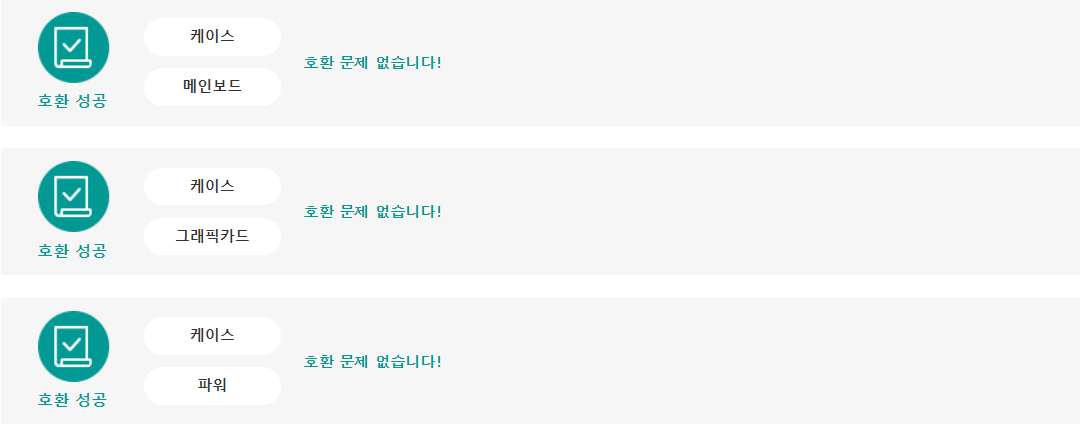 케이스
호환 문제 없습니다!
메인보드
호환 성공
케이스
호환 문제 없습니다!
그래픽카드
호환 성공
케이스
호환 문제 없습니다!
파워
호환 성공